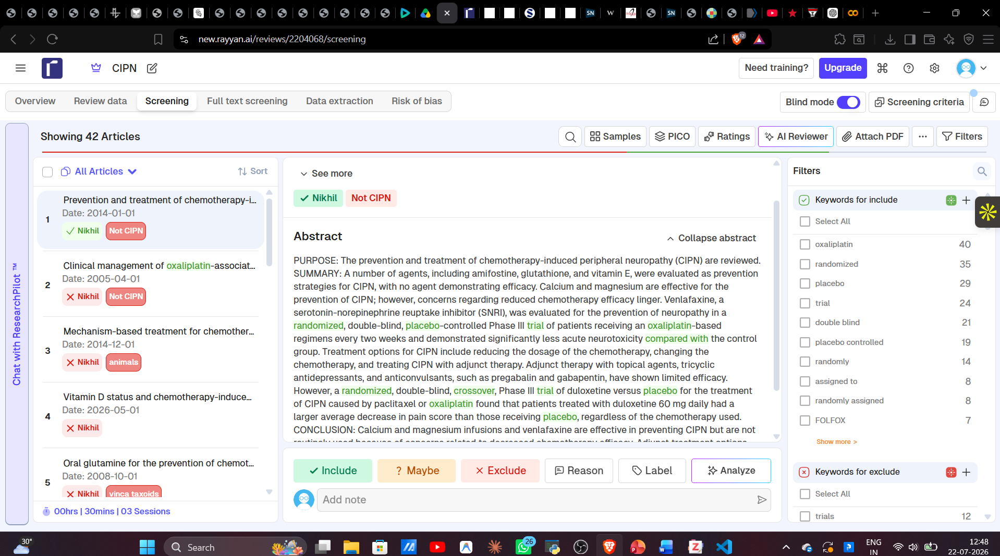 new.rayyan.ai/reviews/2204068/screening
12
CIPN
Need training?
Upgrade
Overview
Review data
Screening
Full text screening
Data extraction
Risk of bias
Blind mode
Screening criteria
Chat with ResearchPilot ™
Showing 42 Articles
Samples
PICO
Ratings
AI Reviewer
Attach PDF
Filters
All Articles
Sort
1
Prevention and treatment of chemotherapy-i...
Date: 2014-01-01
Nikhil
Not CIPN
2
Clinical management of oxaliplatin-associat...
Date: 2005-04-01
Nikhil
Not CIPN
3
Mechanism-based treatment for chemother...
Date: 2014-12-01
Nikhil
animals
4
Vitamin D status and chemotherapy-induce...
Date: 2026-05-01
Nikhil
5
Oral glutamine for the prevention of chemot...
Date: 2008-10-01
Nikhil
vinca taxoids
00hrs | 30mins | 03 Sessions
See more
Nikhil
Not CIPN
Abstract
Collapse abstract
PURPOSE: The prevention and treatment of chemotherapy-induced peripheral neuropathy (CIPN) are reviewed.
SUMMARY: A number of agents, including amifostine, glutathione, and vitamin E, were evaluated as prevention
strategies for CIPN, with no agent demonstrating efficacy. Calcium and magnesium are effective for the
prevention of CIPN; however, concerns regarding reduced chemotherapy efficacy linger. Venlafaxine, a
serotonin-norepinephrine reuptake inhibitor (SNRI), was evaluated for the prevention of neuropathy in a
randomized, double-blind, placebo-controlled Phase III trial of patients receiving an oxaliplatin-based
regimens every two weeks and demonstrated significantly less acute neurotoxicity compared with the control
group. Treatment options for CIPN include reducing the dosage of the chemotherapy, changing the
chemotherapy, and treating CIPN with adjunct therapy. Adjunct therapy with topical agents, tricyclic
antidepressants, and anticonvulsants, such as pregabalin and gabapentin, have shown limited efficacy.
However, a randomized, double-blind, crossover, Phase III trial of duloxetine versus placebo for the treatment
of CIPN caused by paclitaxel or oxaliplatin found that patients treated with duloxetine 60 mg daily had a
larger average decrease in pain score than those receiving placebo, regardless of the chemotherapy used.
CONCLUSION: Calcium and magnesium infusions and venlafaxine are effective in preventing CIPN but are not
routinely used because of concerns related to decreased chemotherapy efficacy. Adjunct treatment options
Include
? Maybe
Exclude
Reason
Label
Analyze
Add note
Filters
Keywords for include
Select All
oxaliplatin 40
randomized 35
placebo 29
trial 24
double blind 21
placebo controlled 19
randomly 14
assigned to 8
randomly assigned 8
FOLFOX 7
Show more >
Keywords for exclude
Select All
trials 12
30°
Search
26
ENG
IN
12:48
22-07-2026